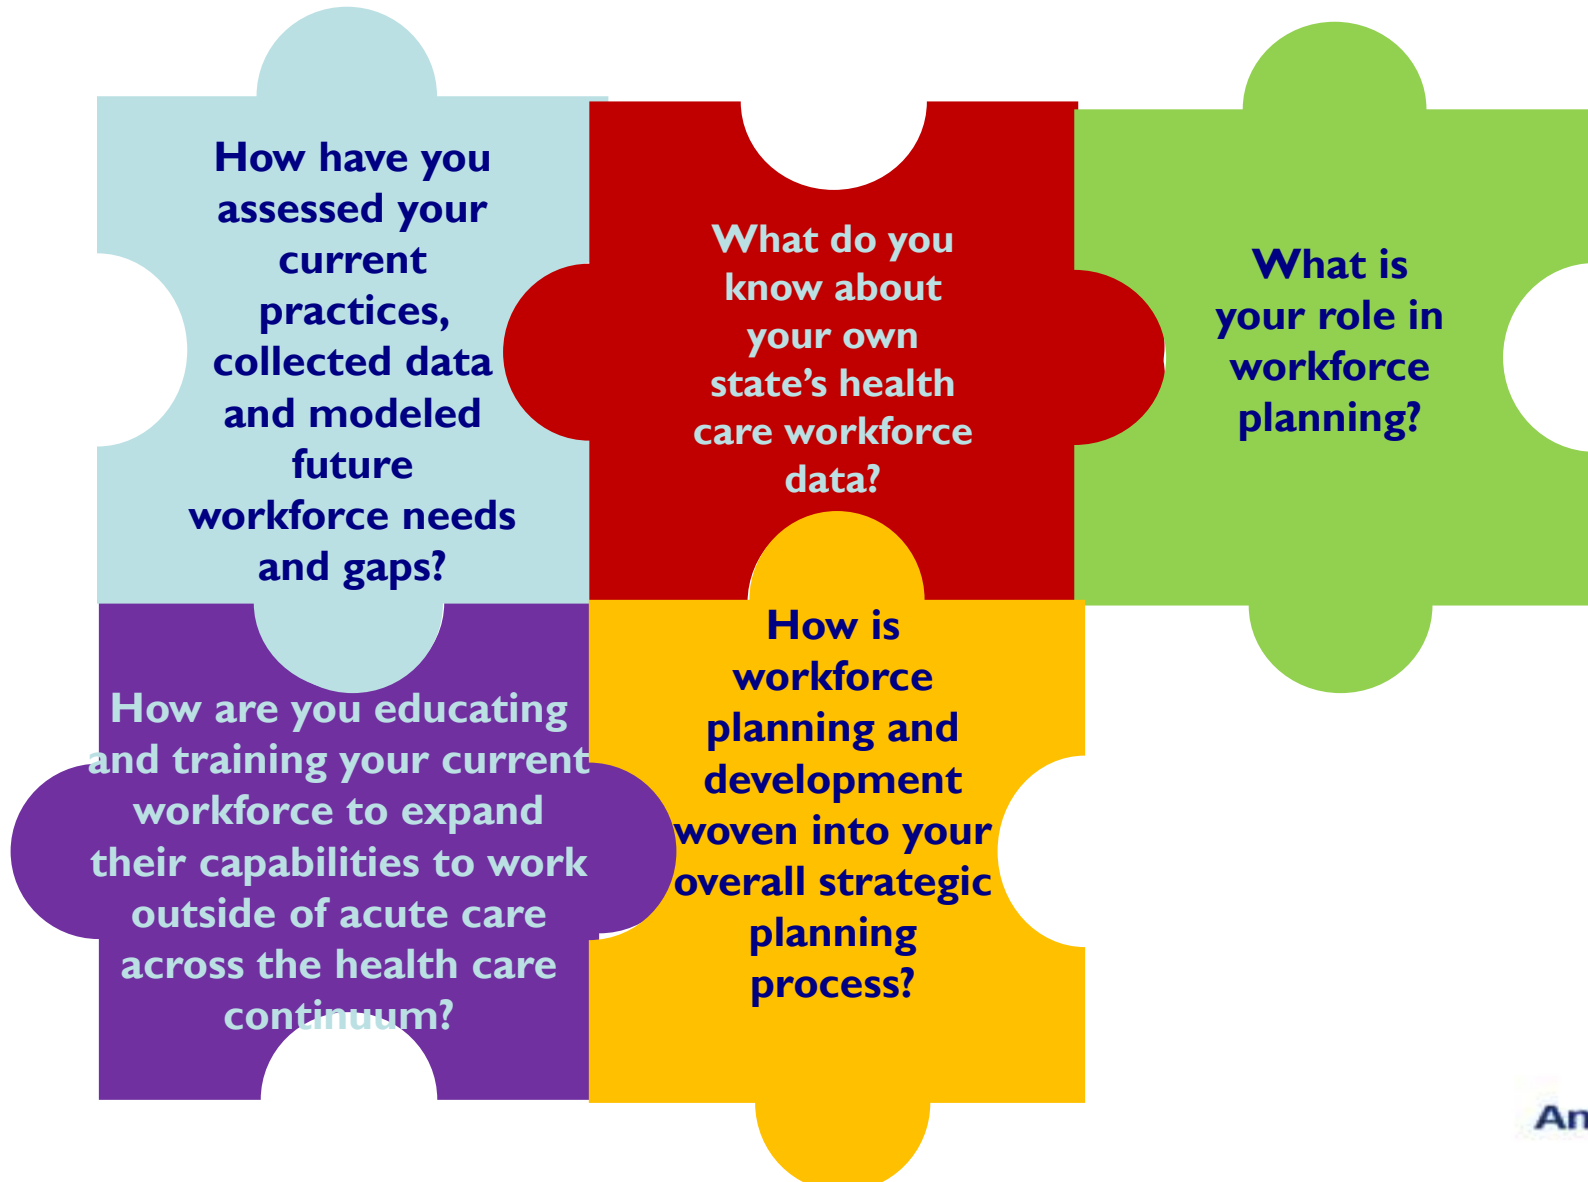 How have you
assessed your
current
practices,
collected data
and modeled
future
workforce needs
and gaps?
What do you
know about
your own
state’s health
care workforce
data?
What is
your role in
workforce
planning?
How are you educating
and training your current
workforce to expand
their capabilities to work
outside of acute care
across the health care
continuum?
How is
workforce
planning and
development
woven into your
overall strategic
planning
process?
An